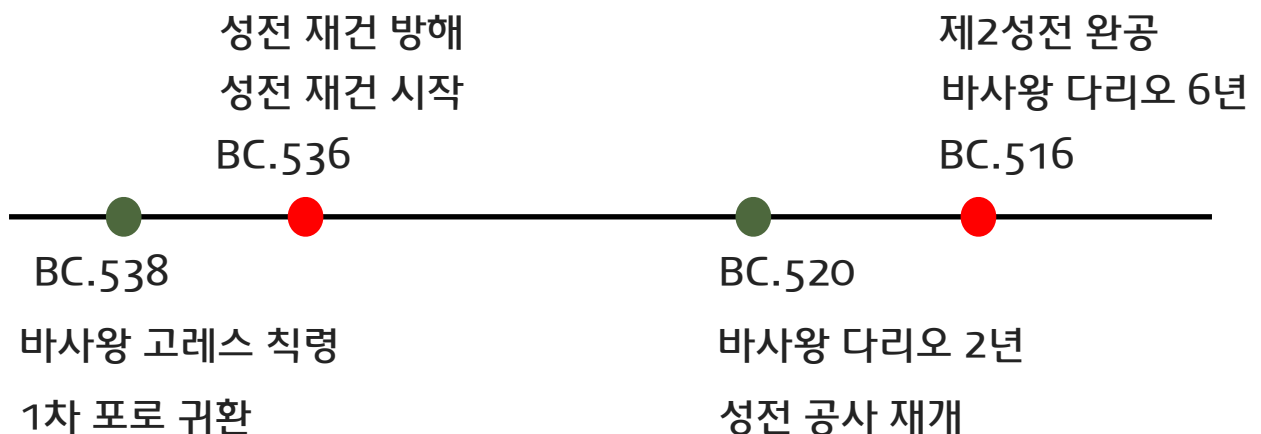 성전 재건 방해
성전 재건 시작
BC.536
제2성전 완공
바사왕 다리오 6년
BC.516
BC.538
바사왕 고레스 칙령
1차 포로 귀환
BC.520
바사왕 다리오 2년
성전 공사 재개